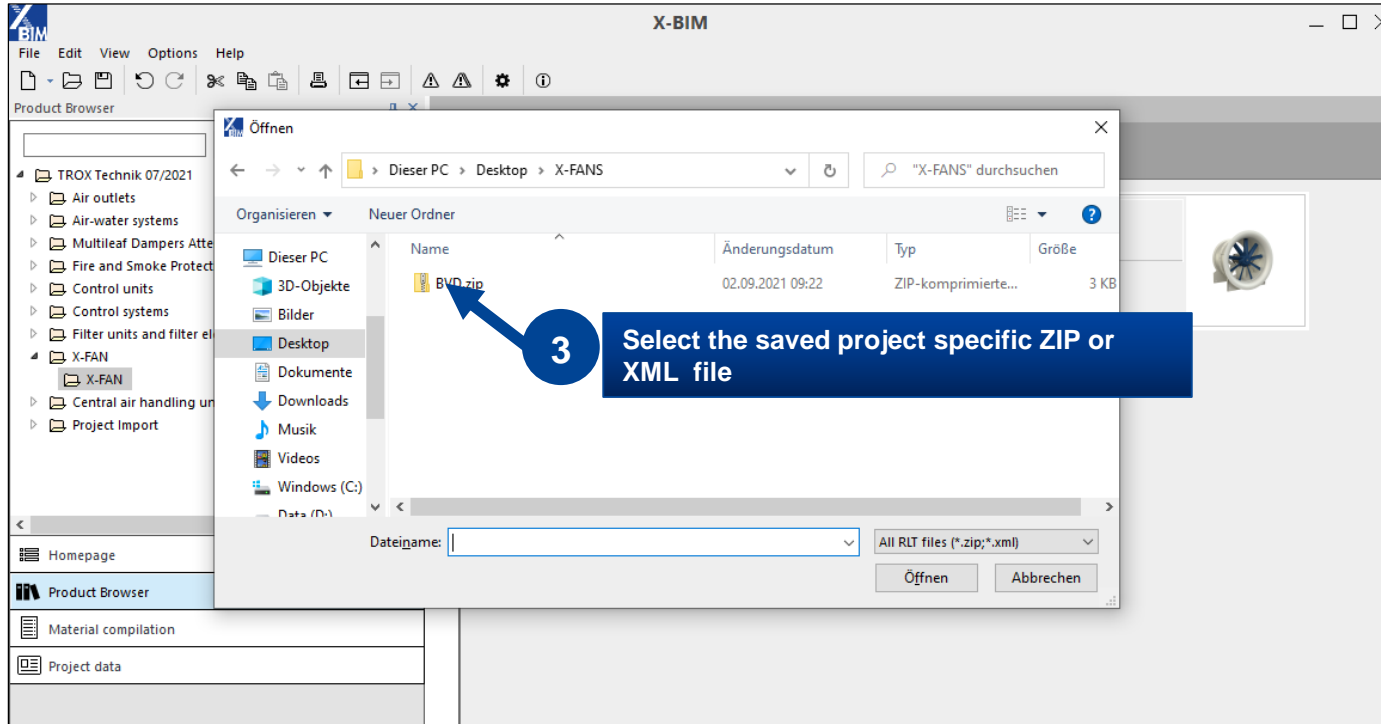 X-BIM
X BIM
File Edit View Options Help
Product Browser
Öffnen
TROX Technik 07/2021
Air outlets
Air-water systems
Multileaf Dampers Atte
Fire and Smoke Protect
Control units
Control systems
Filter units and filter el
X-FAN
X-FAN
Central air handling un
Project Import
Dieser PC > Desktop > X-FANS
"X-FANS" durchsuchen
Organisieren Neuer Ordner
Dieser PC
3D-Objekte
Bilder
Desktop
Dokumente
Downloads
Musik
Videos
Windows (C:)
Data (D:)
Name Änderungsdatum Typ Größe
BVD.zip 02.09.2021 09:22 ZIP-komprimierte... 3 KB
3
Select the saved project specific ZIP or
XML file
Dateiname: All RLT files (*.zip;*.xml)
Öffnen Abbrechen
Homepage
Product Browser
Material compilation
Project data